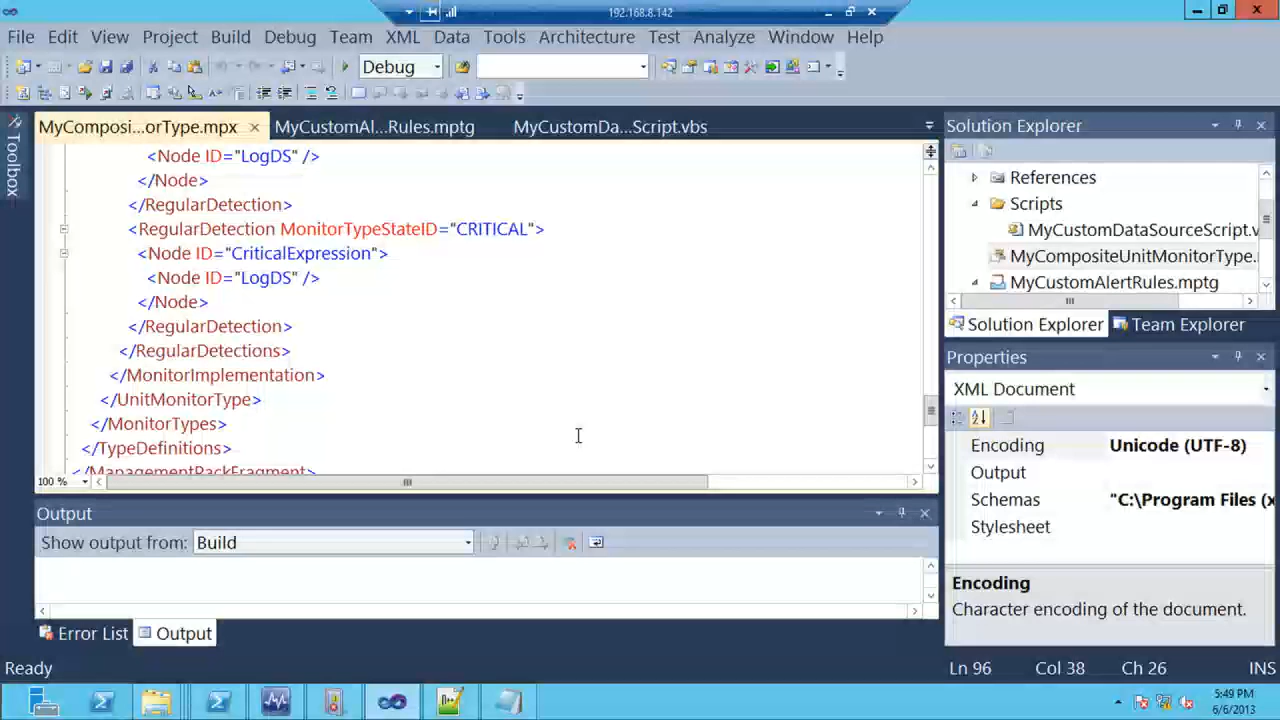 192.168.8.142
File Edit View Project Build Debug Team XML Data Tools Architecture Test Analyze Window Help
Debug
MyComposi...orType.mpx
MyCustomAl...Rules.mptg
MyCustomDa...Script.vbs
Toolbox
<Node ID="LogDS" />
</Node>
</RegularDetection>
<RegularDetection MonitorTypeStateID="CRITICAL">
<Node ID="CriticalExpression">
<Node ID="LogDS" />
</Node>
</RegularDetection>
</RegularDetections>
</MonitorImplementation>
</UnitMonitorType>
</MonitorTypes>
</TypeDefinitions>
</ManagementPackFragment>
100 %
Output
Show output from: Build
Error List
Output
Solution Explorer
References
Scripts
MyCustomDataSourceScript.v
MyCompositeUnitMonitorType.
MyCustomAlertRules.mptg
Solution Explorer
Team Explorer
Properties
XML Document
Encoding Unicode (UTF-8)
Output
Schemas "C:\Program Files (x
Stylesheet
Encoding
Character encoding of the document.
Ready
Ln 96 Col 38 Ch 26 INS
5:49 PM
6/6/2013